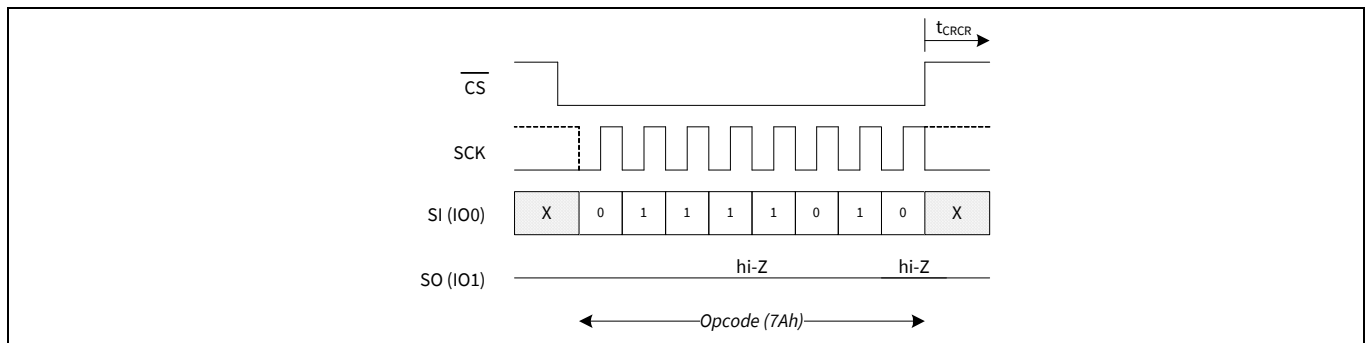 tCRCR
CS
SCK
SI (IO0) X 0 1 1 1 1 0 1 0 X
hi-Z hi-Z
SO (IO1)
Opcode (7Ah)